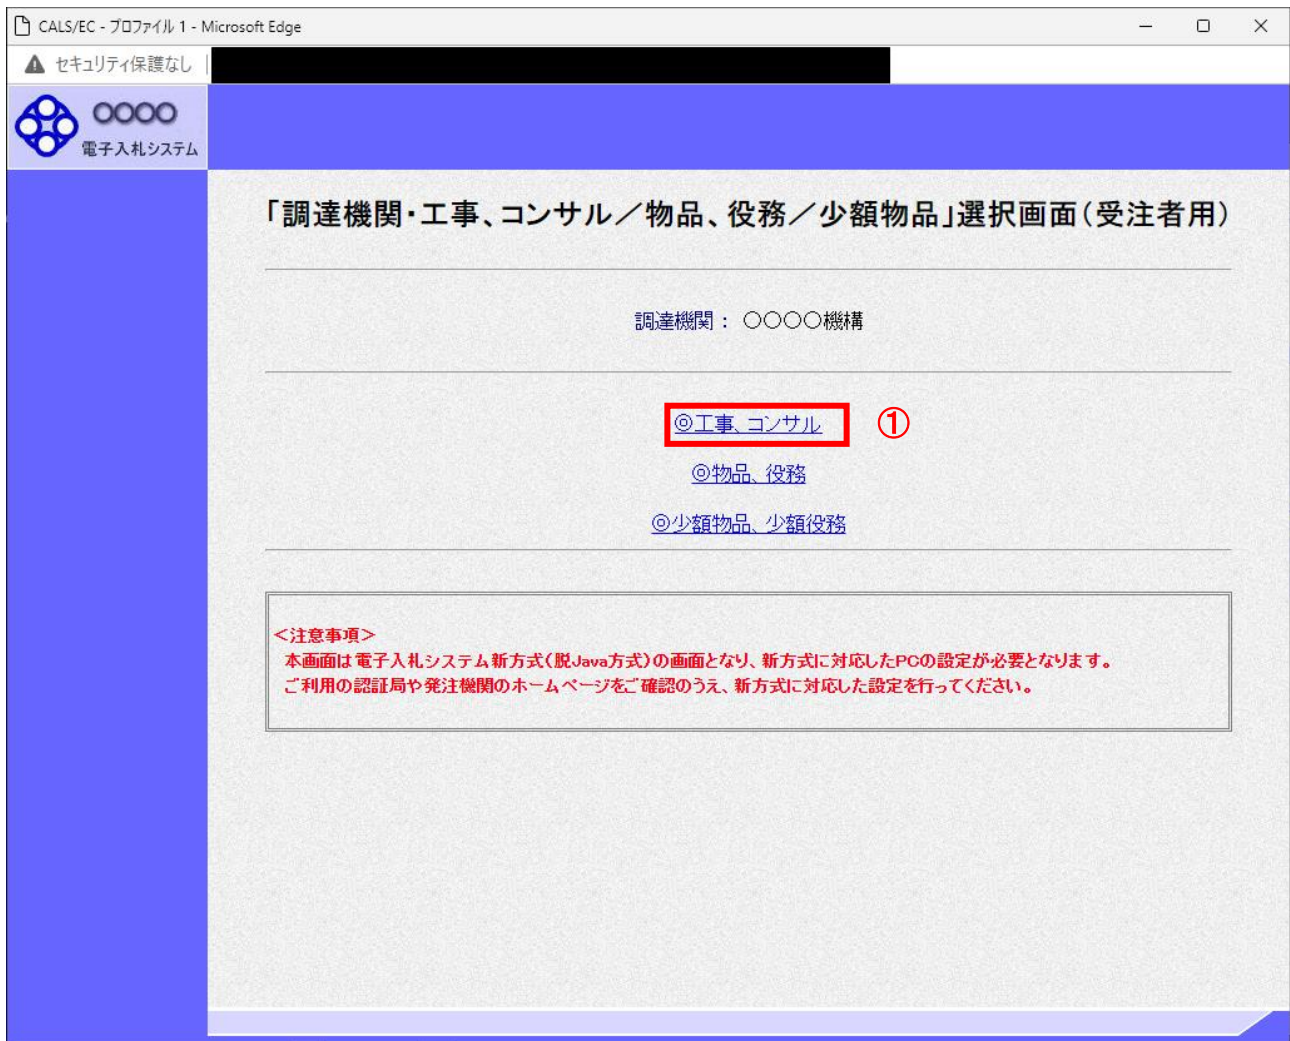 CALS/EC - プロファイル 1 - Microsoft Edge
セキュリティ保護なし
○○○○
電子入札システム
「調達機関・工事、コンサル／物品、役務／少額物品」選択画面（受注者用）
調達機関： ○○○○機構
◎工事、コンサル ①
◎物品、役務
◎少額物品、少額役務
＜注意事項＞
本画面は電子入札システム新方式（脱Java方式）の画面となり、新方式に対応したPCの設定が必要となります。
ご利用の認証局や発注機関のホームページをご確認のうえ、新方式に対応した設定を行ってください。